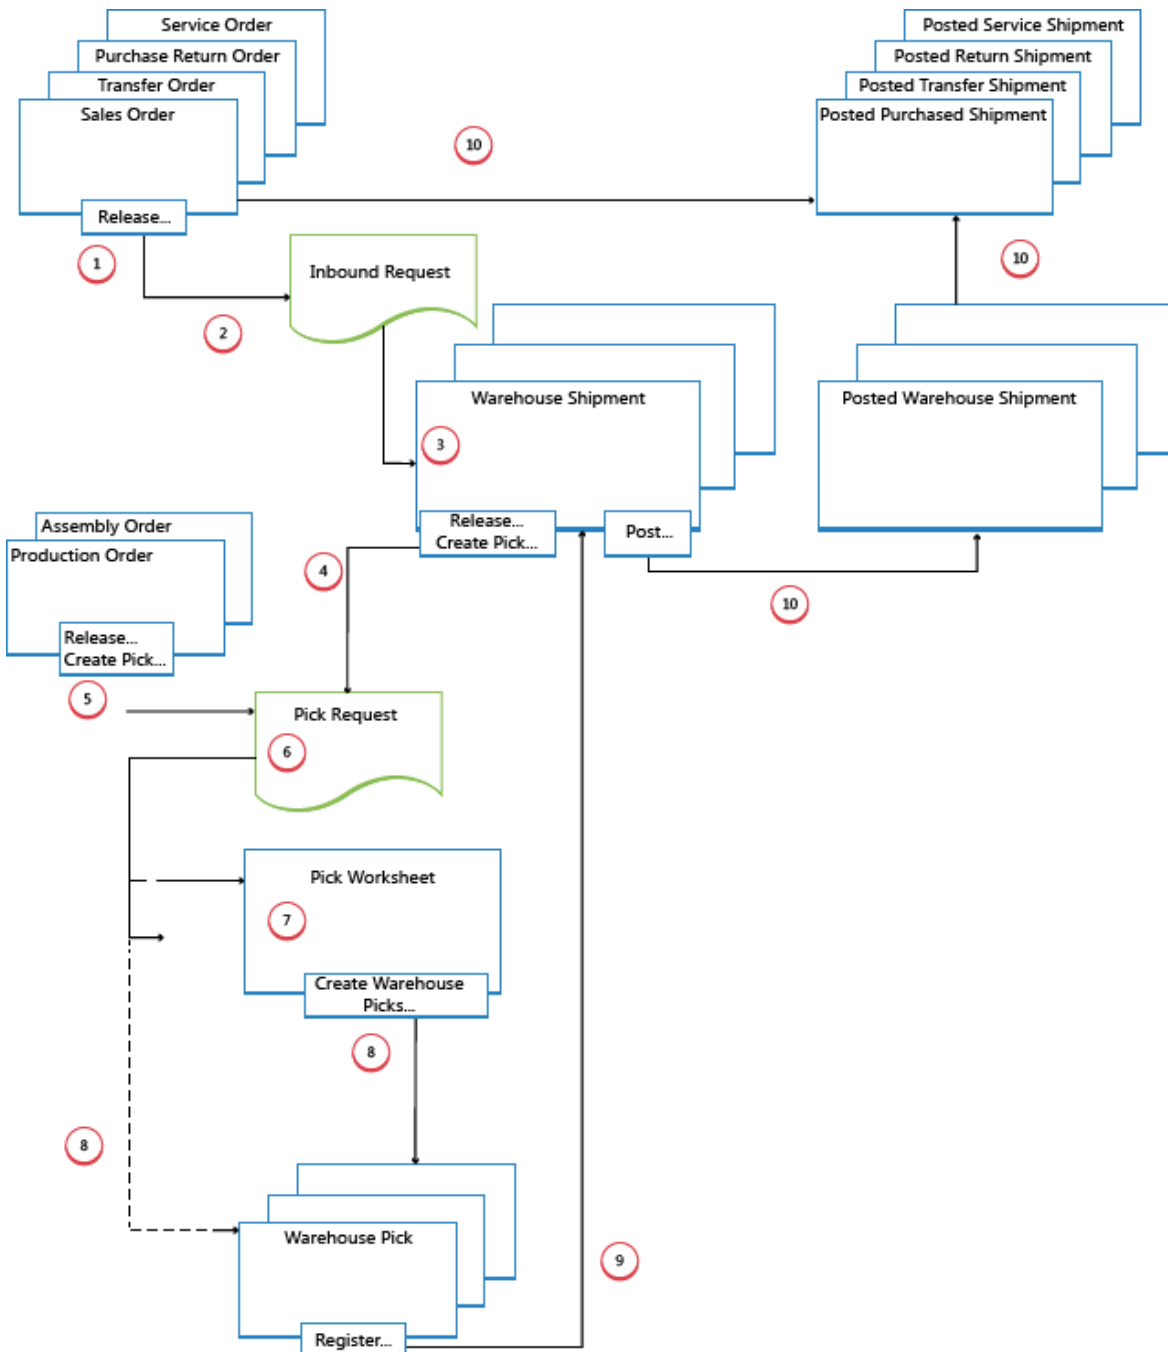 Service Order
Purchase Return Order
Transfer Order
Sales Order
Release...
Posted Service Shipment
Posted Return Shipment
Posted Transfer Shipment
Posted Purchased Shipment
10
1
Inbound Request
2
10
Warehouse Shipment
3
Release...
Create Pick...
Post...
Posted Warehouse Shipment
10
Assembly Order
Production Order
Release...
Create Pick...
4
5
Pick Request
6
Pick Worksheet
7
Create Warehouse
Picks...
8
8
Warehouse Pick
Register...
9